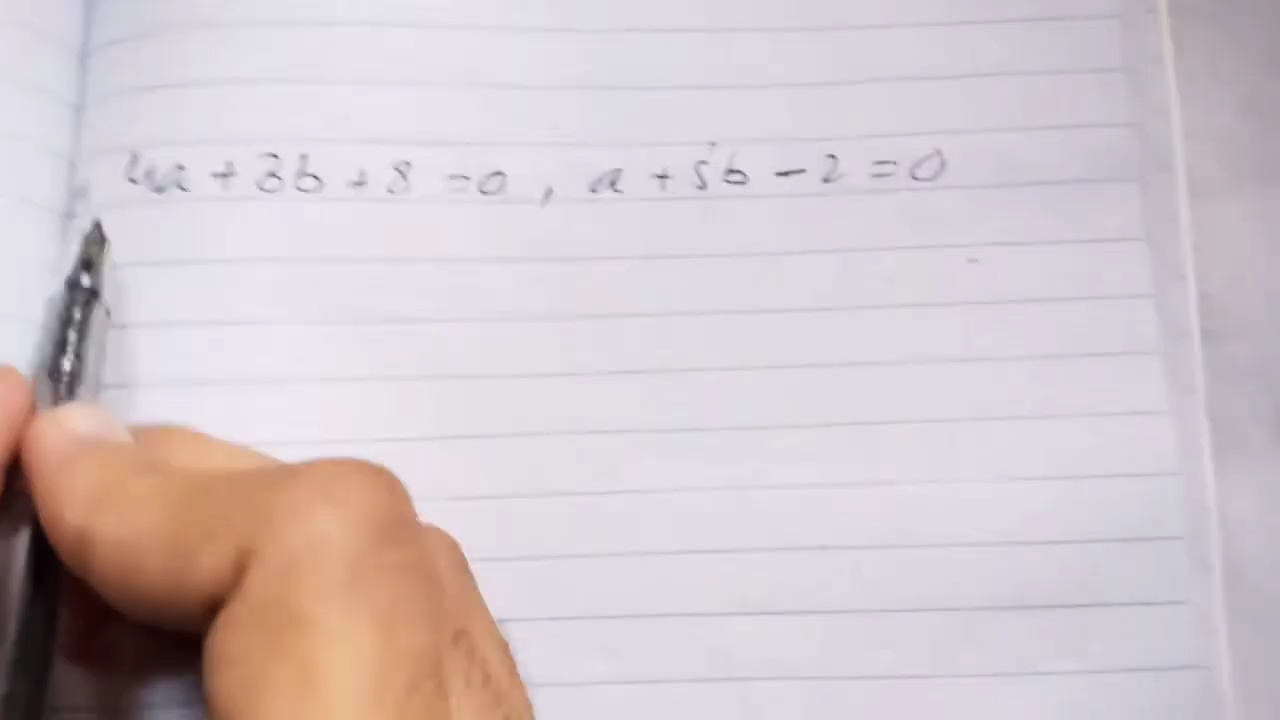 4a + 3b + 8 = 0 , a + 5b - 2 = 0